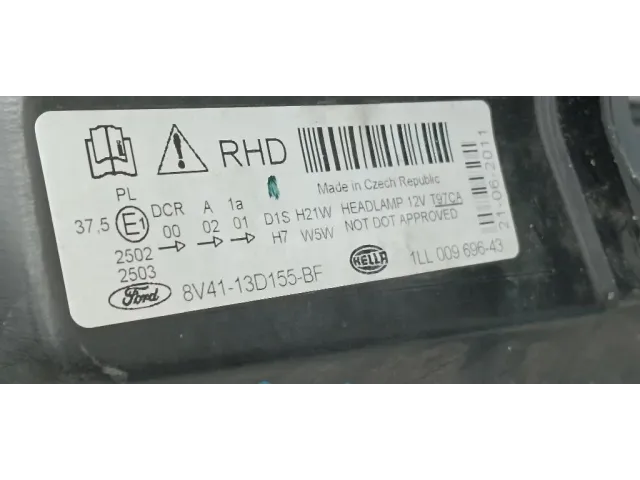 RHD
Made in Czech Republic
PL DCR A 1a D1S H21W HEADLAMP 12V T97CA
37,5 E1 00 02 01 H7 W5W NOT DOT APPROVED
2502
2503
Ford 8V41-13D155-BF HELLA 1LL 009 696-43
21-06-2011